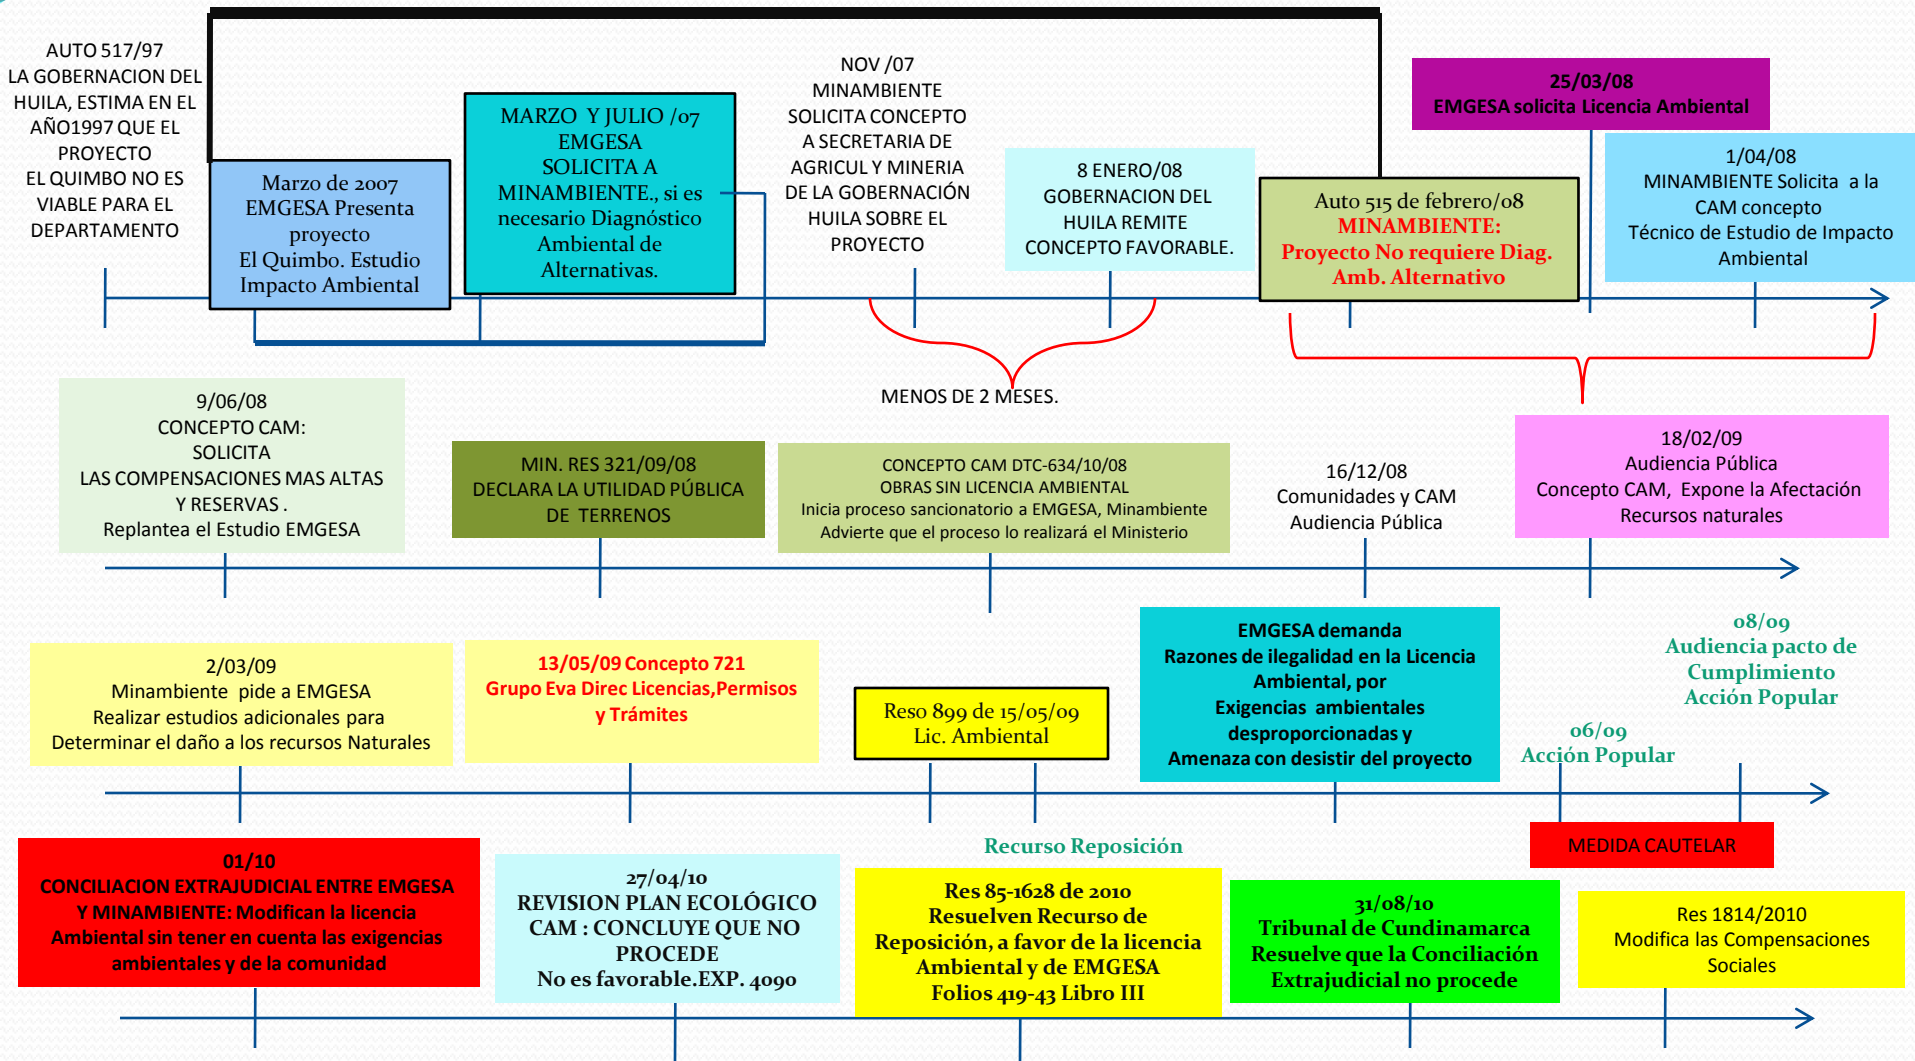 AUTO 517/97
LA GOBERNACION DEL
HUILA, ESTIMA EN EL
AÑO1997 QUE EL
PROYECTO
EL QUIMBO NO ES
VIABLE PARA EL
DEPARTAMENTO
Marzo de 2007
EMGESA Presenta
proyecto
El Quimbo. Estudio
Impacto Ambiental
MARZO Y JULIO /07
EMGESA
SOLICITA A
MINAMBIENTE., si es
necesario Diagnóstico
Ambiental de
Alternativas.
NOV /07
MINAMBIENTE
SOLICITA CONCEPTO
A SECRETARIA DE
AGRICUL Y MINERIA
DE LA GOBERNACIÓN
HUILA SOBRE EL
PROYECTO
8 ENERO/08
GOBERNACION DEL
HUILA REMITE
CONCEPTO FAVORABLE.
Auto 515 de febrero/08
MINAMBIENTE:
Proyecto No requiere Diag.
Amb. Alternativo
25/03/08
EMGESA solicita Licencia Ambiental
1/04/08
MINAMBIENTE Solicita a la
CAM concepto
Técnico de Estudio de Impacto
Ambiental
MENOS DE 2 MESES.
9/06/08
CONCEPTO CAM:
SOLICITA
LAS COMPENSACIONES MAS ALTAS
Y RESERVAS .
Replantea el Estudio EMGESA
MIN. RES 321/09/08
DECLARA LA UTILIDAD PÚBLICA
DE TERRENOS
CONCEPTO CAM DTC-634/10/08
OBRAS SIN LICENCIA AMBIENTAL
Inicia proceso sancionatorio a EMGESA, Minambiente
Advierte que el proceso lo realizará el Ministerio
16/12/08
Comunidades y CAM
Audiencia Pública
18/02/09
Audiencia Pública
Concepto CAM, Expone la Afectación
Recursos naturales
2/03/09
Minambiente pide a EMGESA
Realizar estudios adicionales para
Determinar el daño a los recursos Naturales
13/05/09 Concepto 721
Grupo Eva Direc Licencias,Permisos
y Trámites
Reso 899 de 15/05/09
Lic. Ambiental
Recurso Reposición
EMGESA demanda
Razones de ilegalidad en la Licencia
Ambiental, por
Exigencias ambientales
desproporcionadas y
Amenaza con desistir del proyecto
06/09
Acción Popular
08/09
Audiencia pacto de
Cumplimiento
Acción Popular
MEDIDA CAUTELAR
01/10
CONCILIACION EXTRAJUDICIAL ENTRE EMGESA
Y MINAMBIENTE: Modifican la licencia
Ambiental sin tener en cuenta las exigencias
ambientales y de la comunidad
27/04/10
REVISION PLAN ECOLÓGICO
CAM : CONCLUYE QUE NO
PROCEDE
No es favorable.EXP. 4090
Res 85-1628 de 2010
Resuelven Recurso de
Reposición, a favor de la licencia
Ambiental y de EMGESA
Folios 419-43 Libro III
31/08/10
Tribunal de Cundinamarca
Resuelve que la Conciliación
Extrajudicial no procede
Res 1814/2010
Modifica las Compensaciones
Sociales